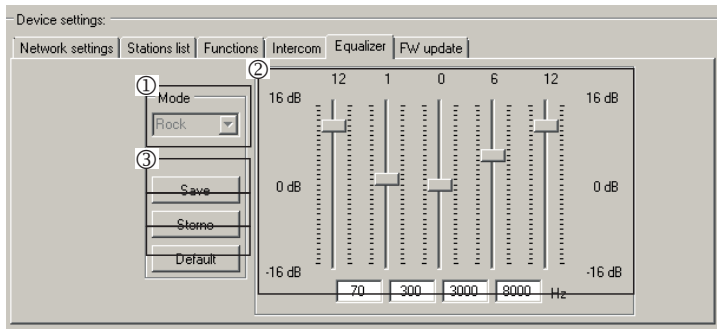 Device settings:
Network settings Stations list Functions Intercom Equalizer FW update
①
Mode
Rock
③
Save
Storno
Default
②
12 1 0 6 12
16 dB 16 dB
0 dB 0 dB
-16 dB -16 dB
70 300 3000 8000 Hz